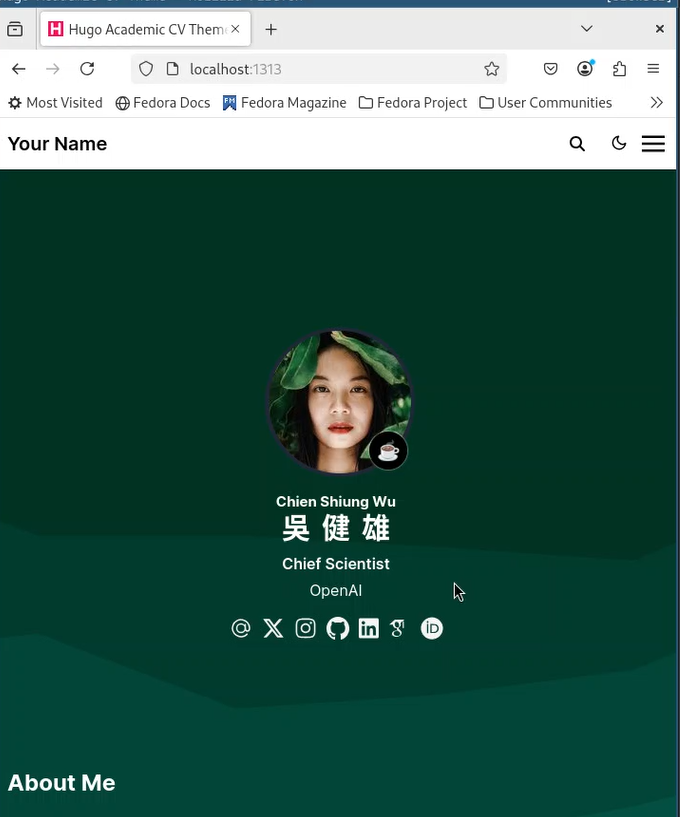 Hugo Academic CV Theme
localhost:1313
Most Visited Fedora Docs Fedora Magazine Fedora Project User Communities
Your Name
Chien Shiung Wu
吳健雄
Chief Scientist
OpenAI
About Me